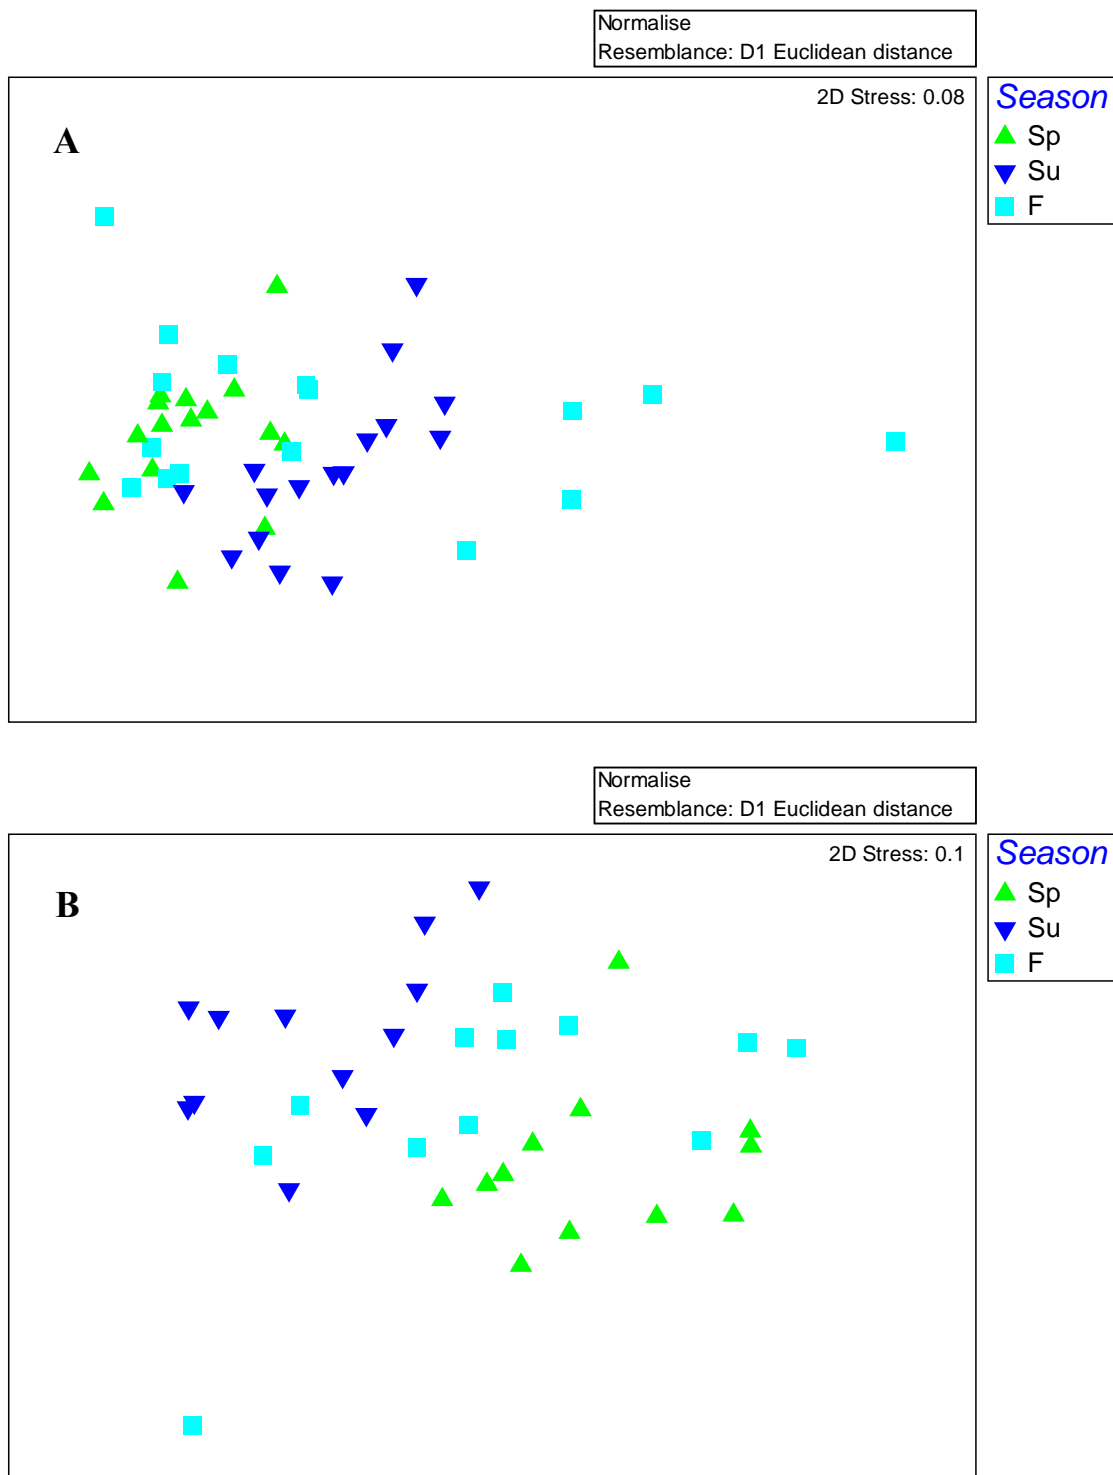 Normalise
Resemblance: D1 Euclidean distance
2D Stress: 0.08
A
Season
Sp
Su
F
Normalise
Resemblance: D1 Euclidean distance
2D Stress: 0.1
B
Season
Sp
Su
F